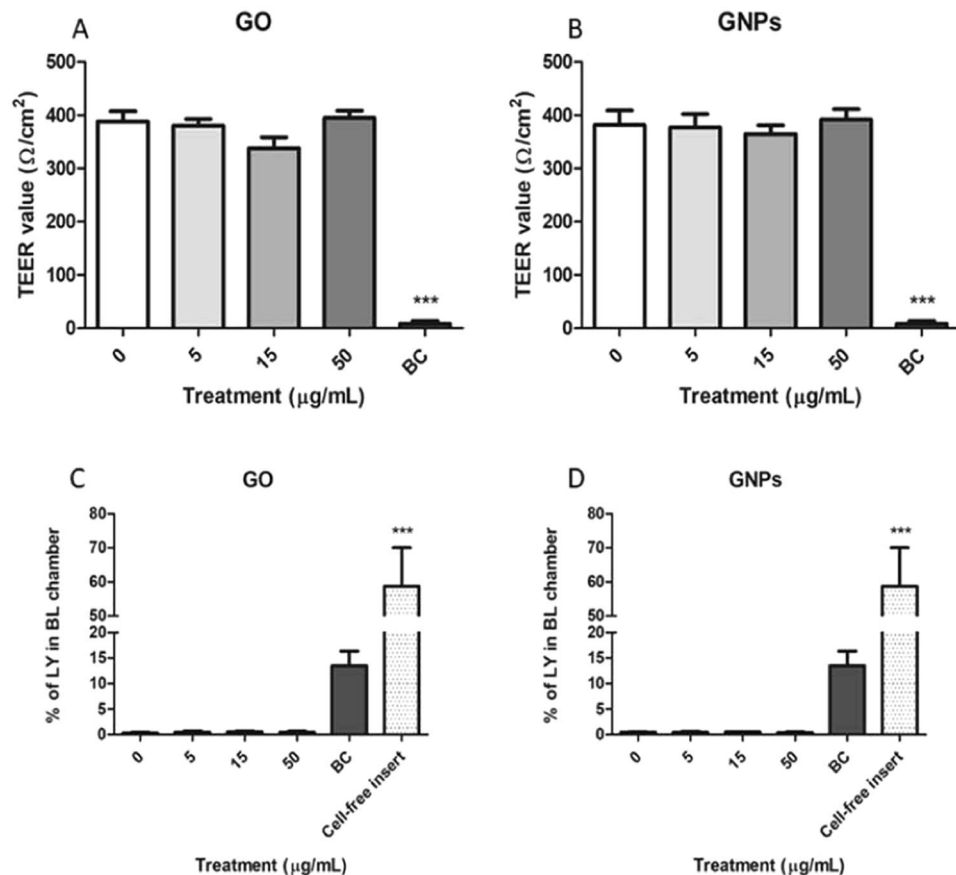 A
GO
TEER value (Ω/cm²)
500
400
300
200
100
0
***
0
5
15
50
BC
Treatment (μg/mL)
B
GNPs
TEER value (Ω/cm²)
500
400
300
200
100
0
***
0
5
15
50
BC
Treatment (μg/mL)
C
GO
% of LY in BL chamber
80
70
60
50
20
15
10
5
0
***
0
5
15
50
BC
Cell-free insert
Treatment (μg/mL)
D
GNPs
% of LY in BL chamber
80
70
60
50
20
15
10
5
0
***
0
5
15
50
BC
Cell-free insert
Treatment (μg/mL)